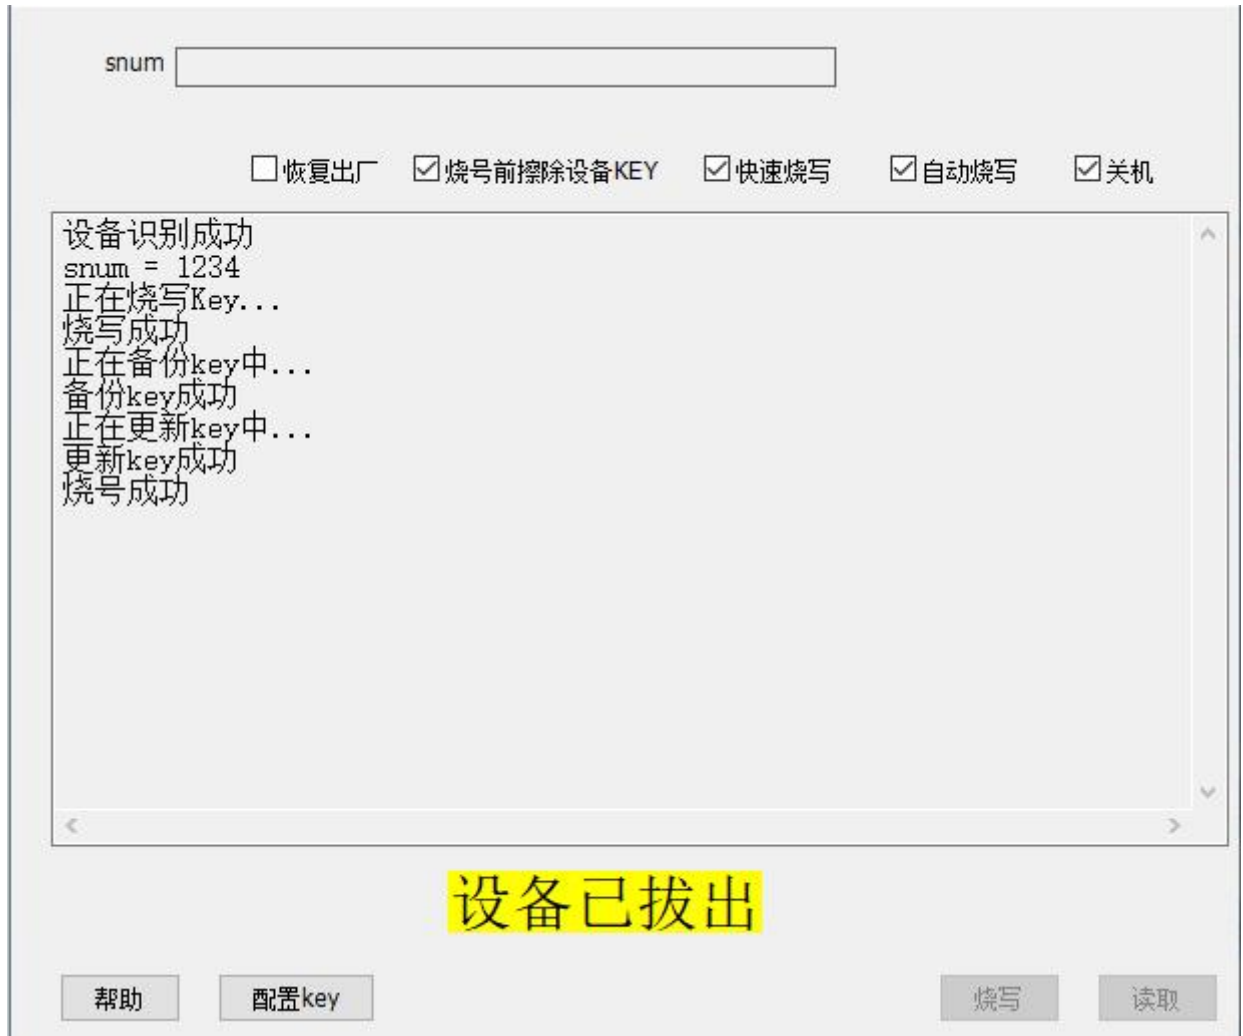 snum
恢复出厂 烧号前擦除设备KEY 快速烧写 自动烧写 关机
设备识别成功
snum = 1234
正在烧写Key...
烧写成功
正在备份key中...
备份key成功
正在更新key中...
更新key成功
烧号成功
设备已拔出
帮助 配置key 烧写 读取